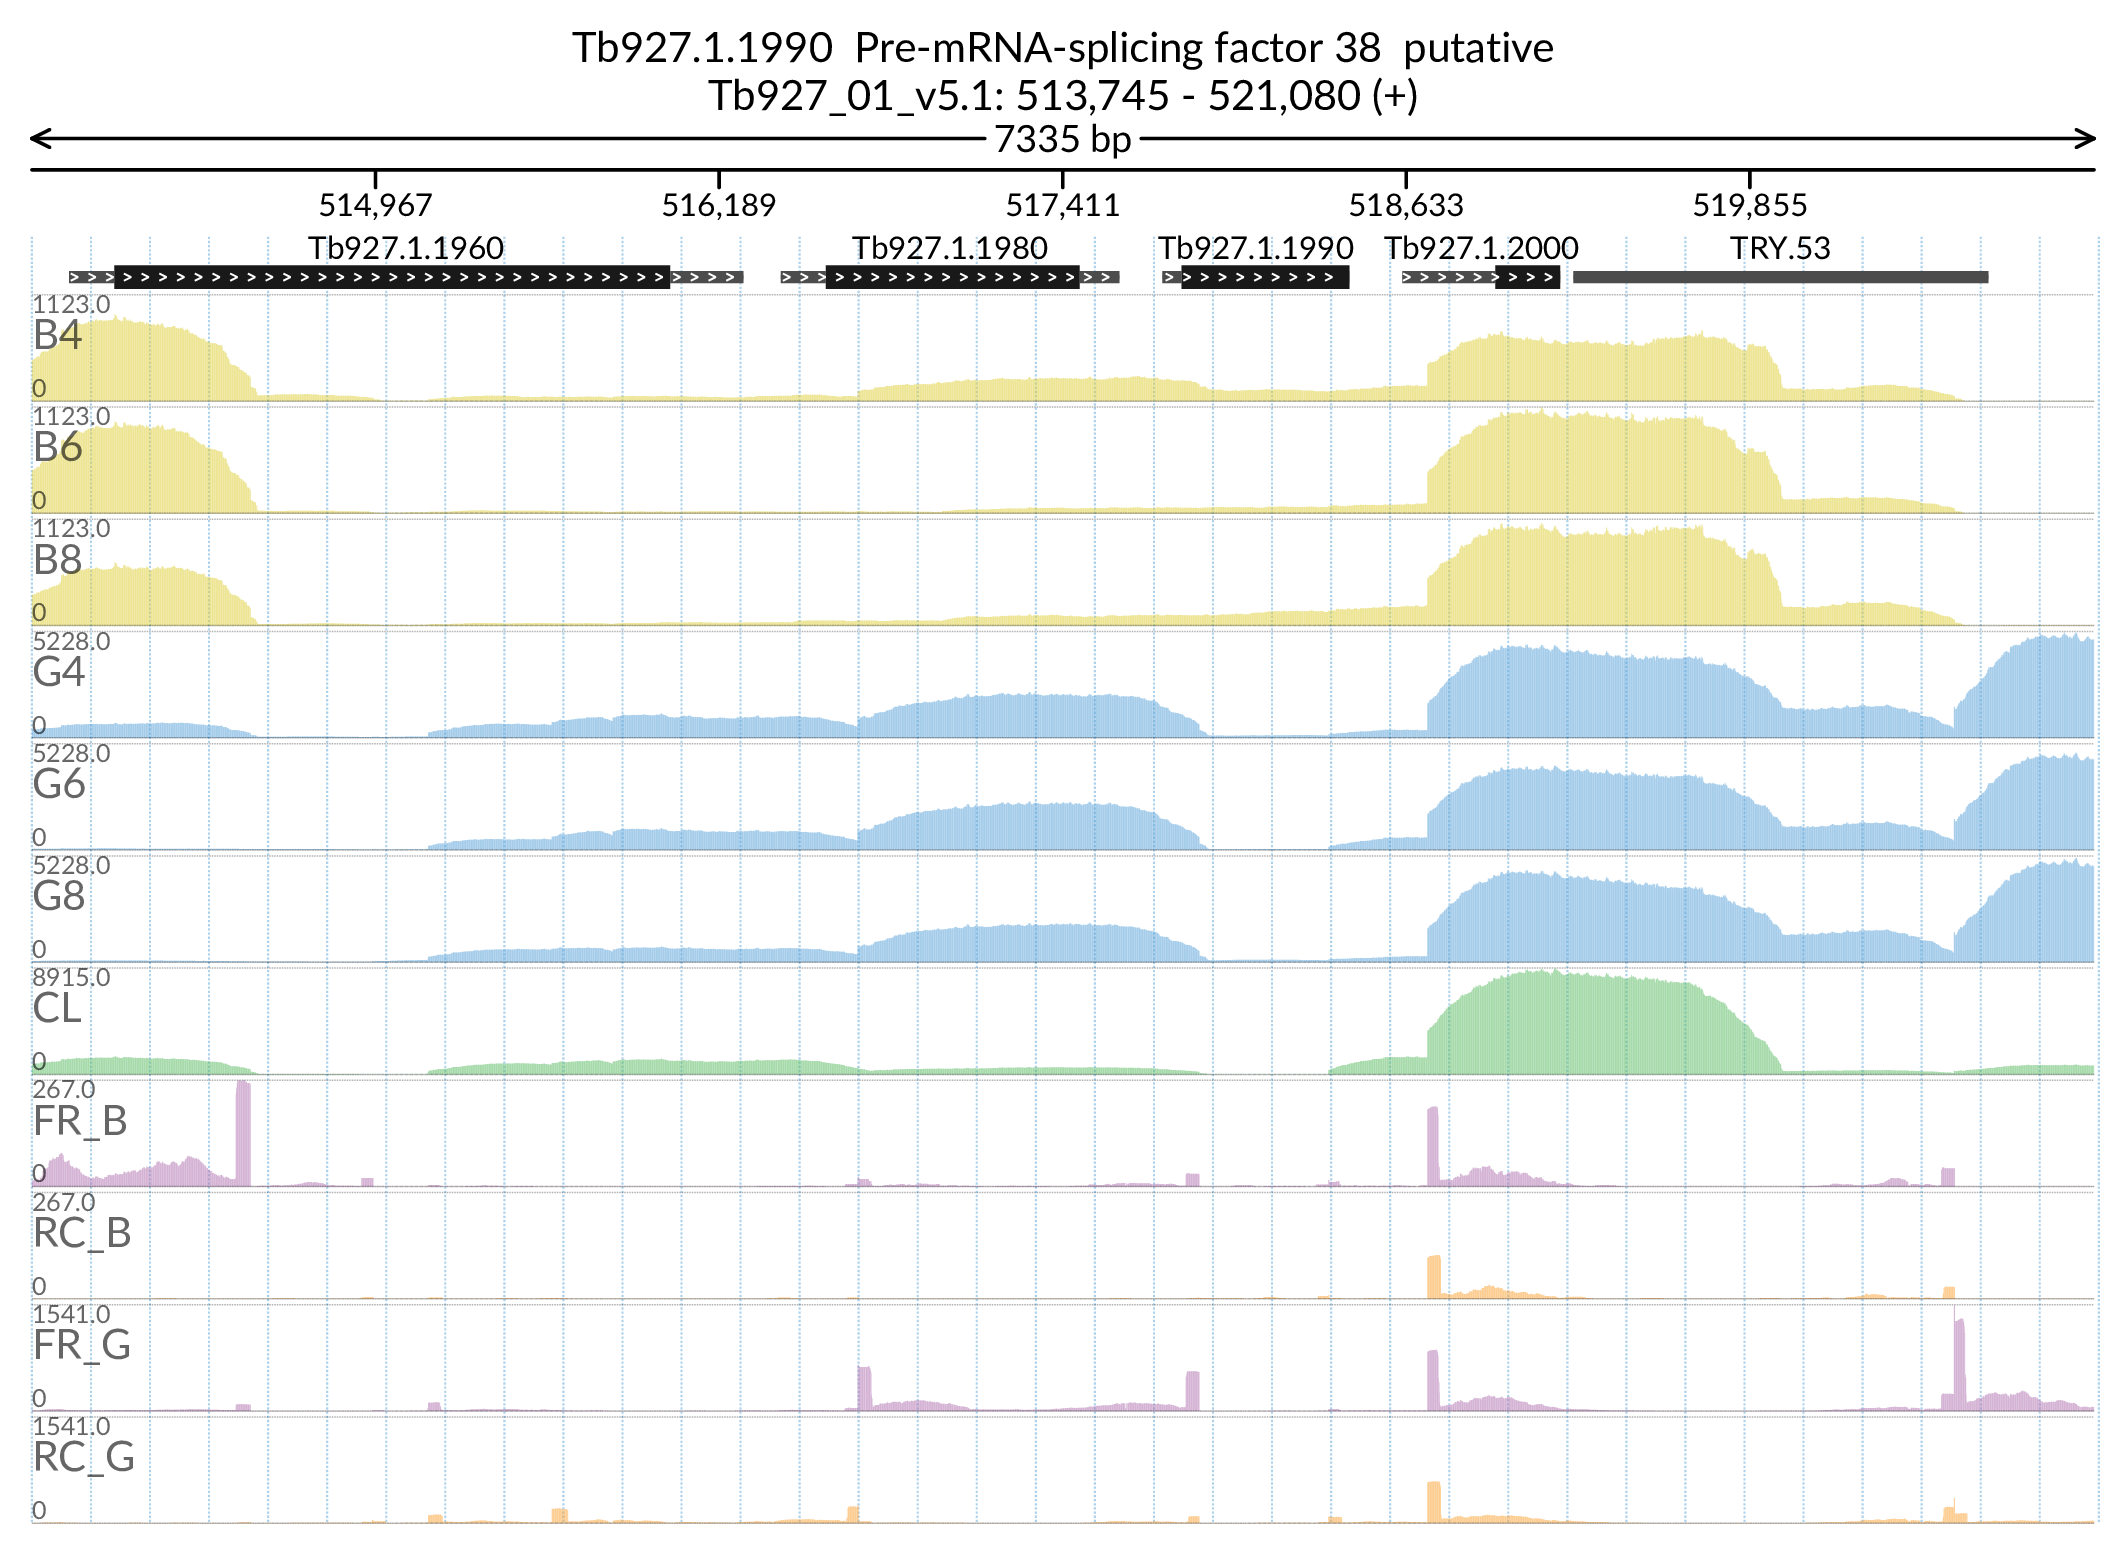 Tb927.1.1990 Pre-mRNA-splicing factor 38 putative
Tb927_01_v5.1: 513,745 - 521,080 (+)
7335 bp
514,967 516,189 517,411 518,633 519,855
Tb927.1.1960 Tb927.1.1980 Tb927.1.1990 Tb927.1.2000 TRY.53
1123.0
B4
0
1123.0
B6
0
1123.0
B8
0
5228.0
G4
0
5228.0
G6
0
5228.0
G8
0
8915.0
CL
0
267.0
FR_B
0
267.0
RC_B
0
1541.0
FR_G
0
1541.0
RC_G
0